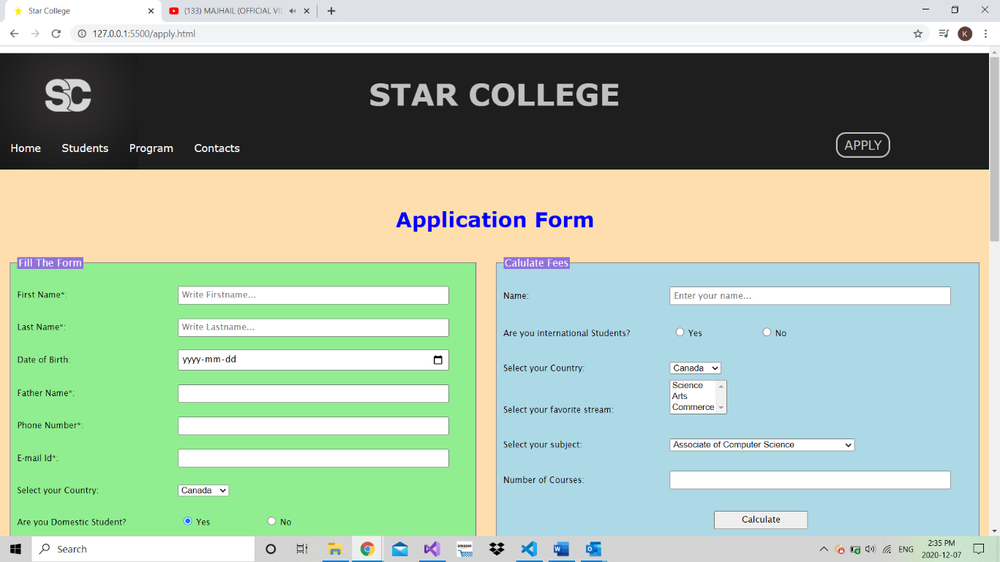 Star College
(133) MAJHAIL (OFFICIAL VID
127.0.0.1:5500/apply.html
K
SC
STAR COLLEGE
Home Students Program Contacts
APPLY
Application Form
Fill The Form
First Name*: Write Firstname...
Last Name*: Write Lastname...
Date of Birth: yyyy-mm-dd
Father Name*:
Phone Number*:
E-mail Id*:
Select your Country: Canada
Are you Domestic Student? Yes No
Calulate Fees
Name: Enter your name...
Are you international Students? Yes No
Select your Country: Canada
Science
Arts
Commerce
Select your favorite stream:
Select your subject: Associate of Computer Science
Number of Courses:
Calculate
Search
amazon
ENG
2:35 PM
2020-12-07